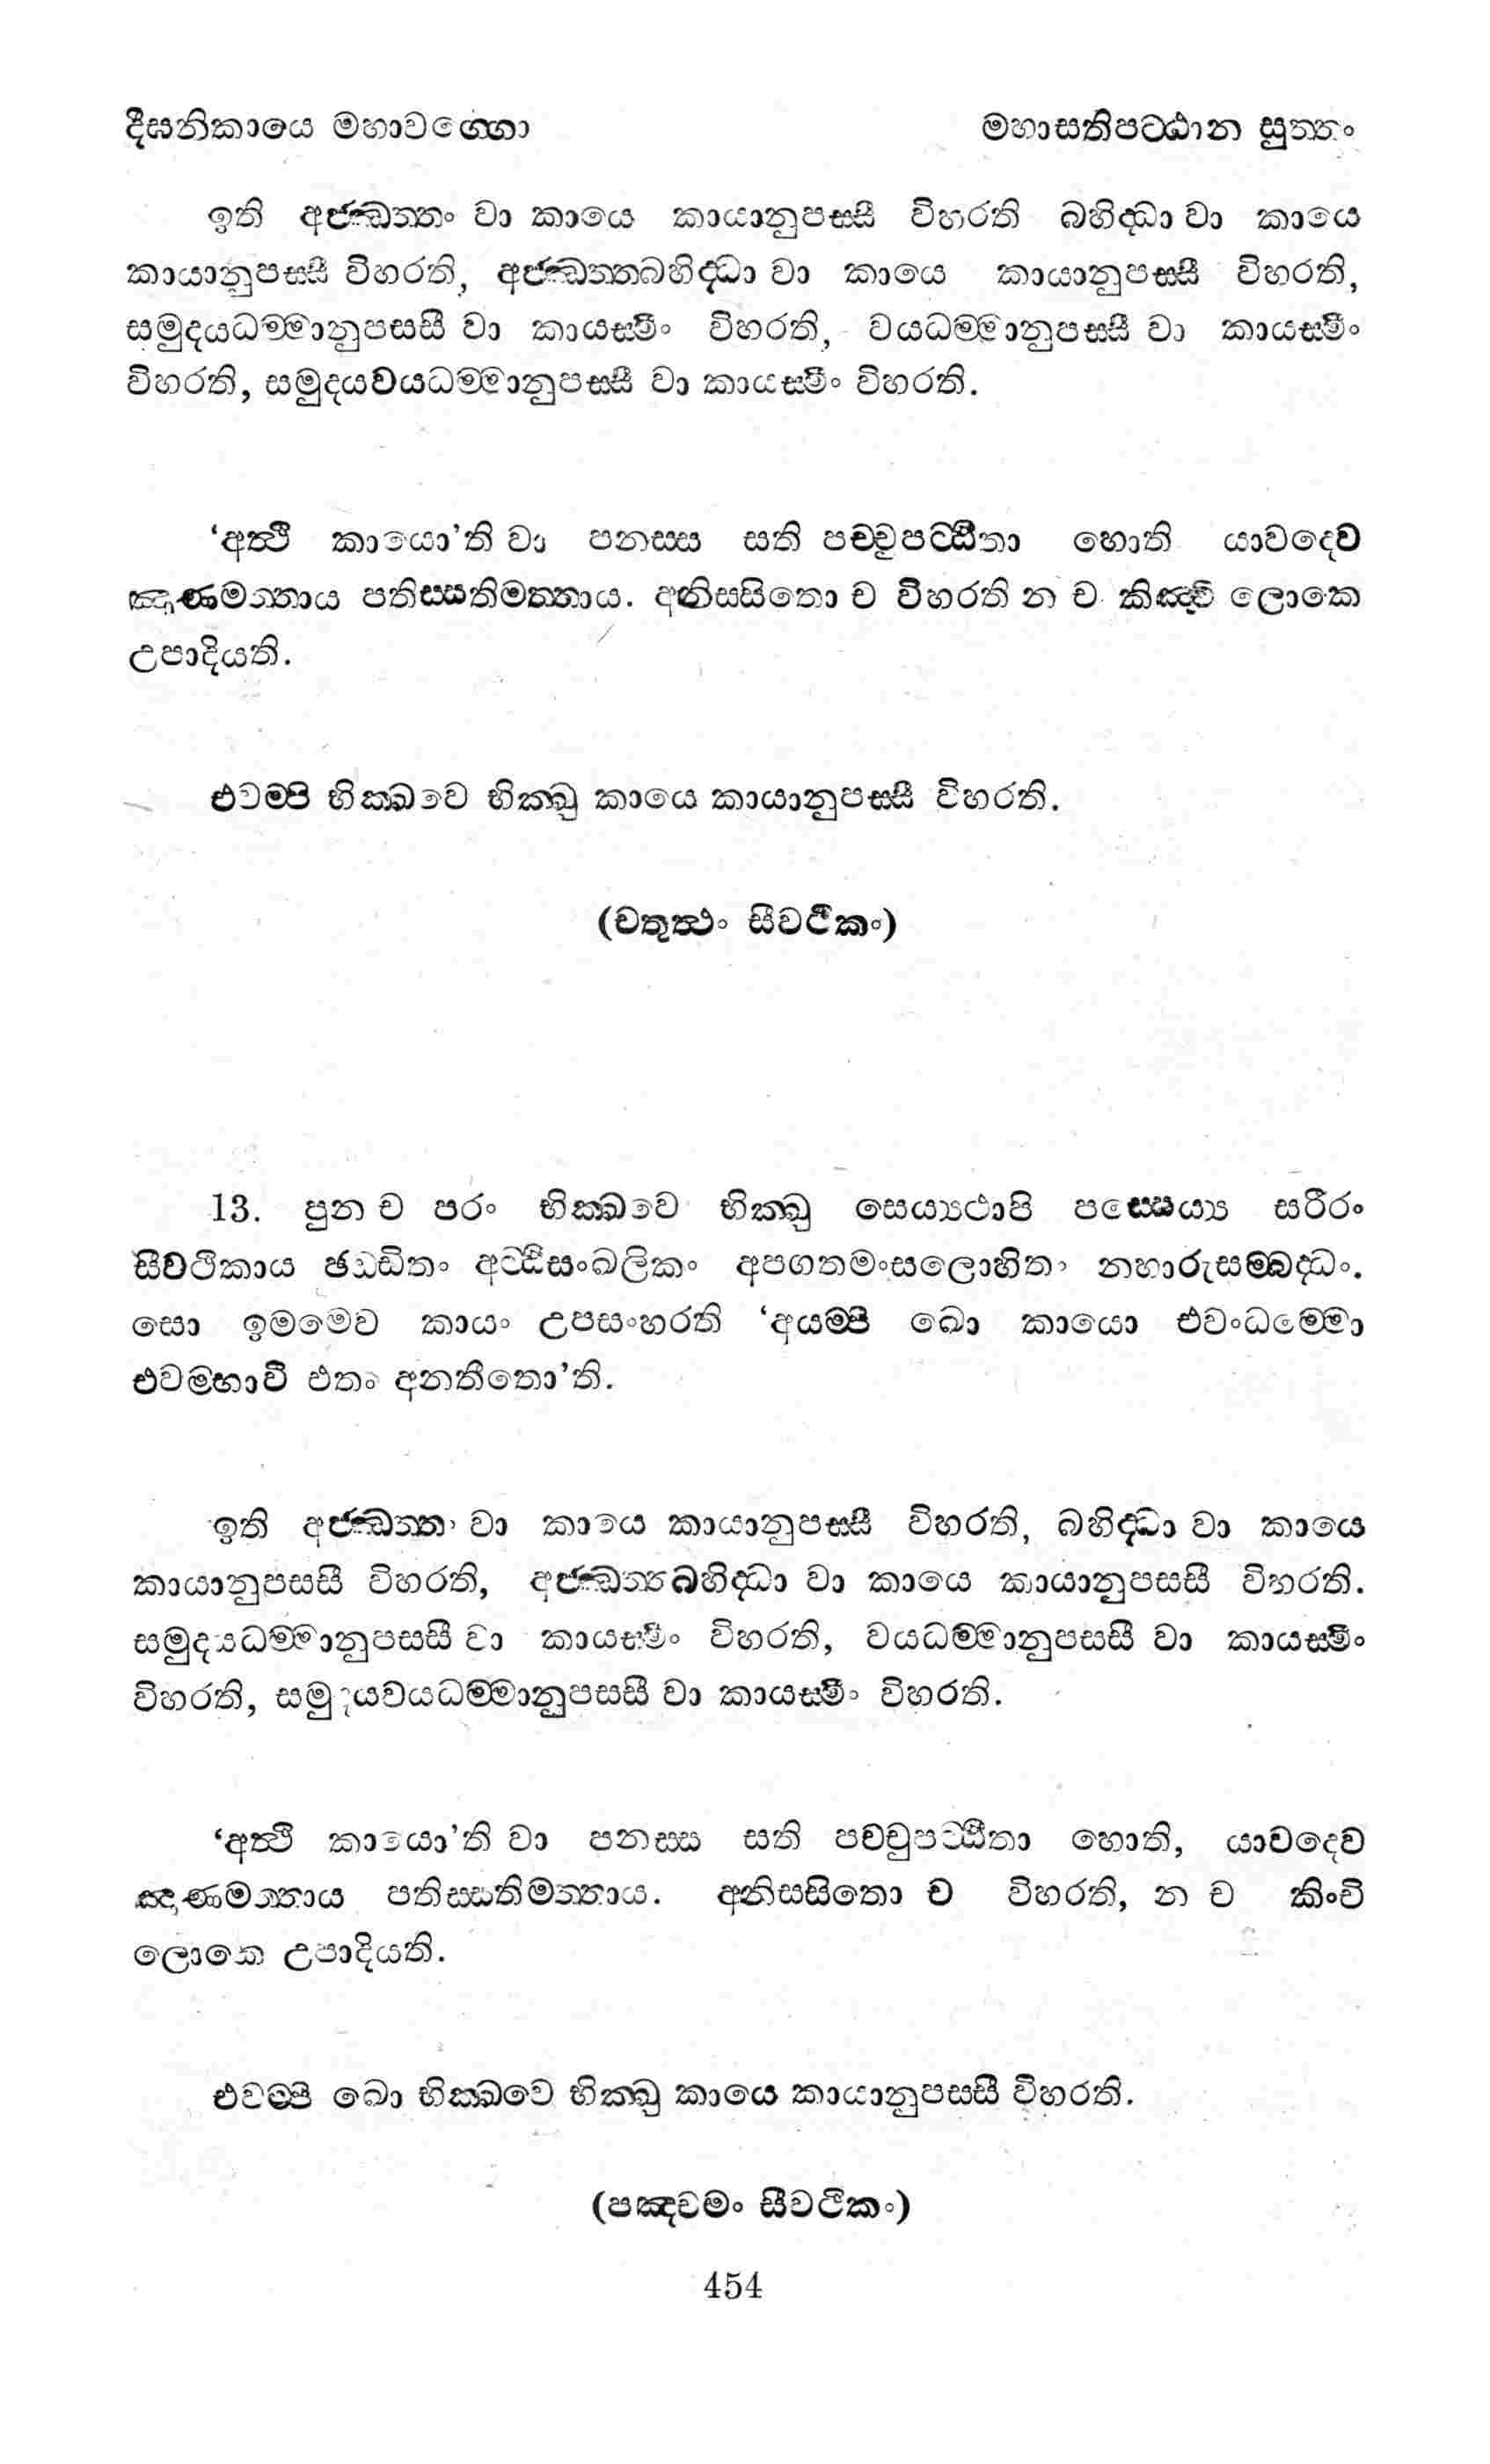 දීඝනිකායෙ මහාවග්ගො මහාසතිපට්ඨාන සුත්තං
ඉති අජ්ඣත්තං වා කායෙ කායානුපස්සී විහරති බහිද්ධා වා කායෙ
කායානුපස්සී විහරති, අජ්ඣත්තබහිද්ධා වා කායෙ කායානුපස්සී විහරති,
සමුදයධම්මානුපස්සී වා කායස්මිං විහරති, වයධම්මානුපස්සී වා කායස්මිං
විහරති, සමුදයවයධම්මානුපස්සී වා කායස්මිං විහරති.
‘අත්ථි කායො’ති වා පනස්ස සති පච්චුපට්ඨිතා හොති යාවදෙව
ඤාණමත්තාය පතිස්සතිමත්තාය. අනිස්සිතො ච විහරති න ච කිඤ්චි ලොකෙ
උපාදියති.
එවම්පි භික්ඛවෙ භික්ඛු කායෙ කායානුපස්සී විහරති.
(චතුත්ථං සීවථිකං)
13. පුන ච පරං භික්ඛවෙ භික්ඛු සෙය්‍යථාපි පස්සෙය්‍ය සරීරං
සීවථිකාය ඡඩ්ඩිතං අට්ඨිසංඛලිකං අපගතමංසලොහිතං නහාරුසම්බද්ධං.
සො ඉමමෙව කායං උපසංහරති ‘අයම්පි ඛො කායො එවංධම්මො
එවම්භාවී එතං අනතීතො’ති.
ඉති අජ්ඣත්තං වා කායෙ කායානුපස්සී විහරති, බහිද්ධා වා කායෙ
කායානුපස්සී විහරති, අජ්ඣත්තබහිද්ධා වා කායෙ කායානුපස්සී විහරති.
සමුදයධම්මානුපස්සී වා කායස්මිං විහරති, වයධම්මානුපස්සී වා කායස්මිං
විහරති, සමුදයවයධම්මානුපස්සී වා කායස්මිං විහරති.
‘අත්ථි කායො’ති වා පනස්ස සති පච්චුපට්ඨිතා හොති, යාවදෙව
ඤාණමත්තාය පතිස්සතිමත්තාය. අනිස්සිතො ච විහරති, න ච කිංචි
ලොකෙ උපාදියති.
එවම්පි ඛො භික්ඛවෙ භික්ඛු කායෙ කායානුපස්සී විහරති.
(පඤ්චමං සීවථිකං)
454